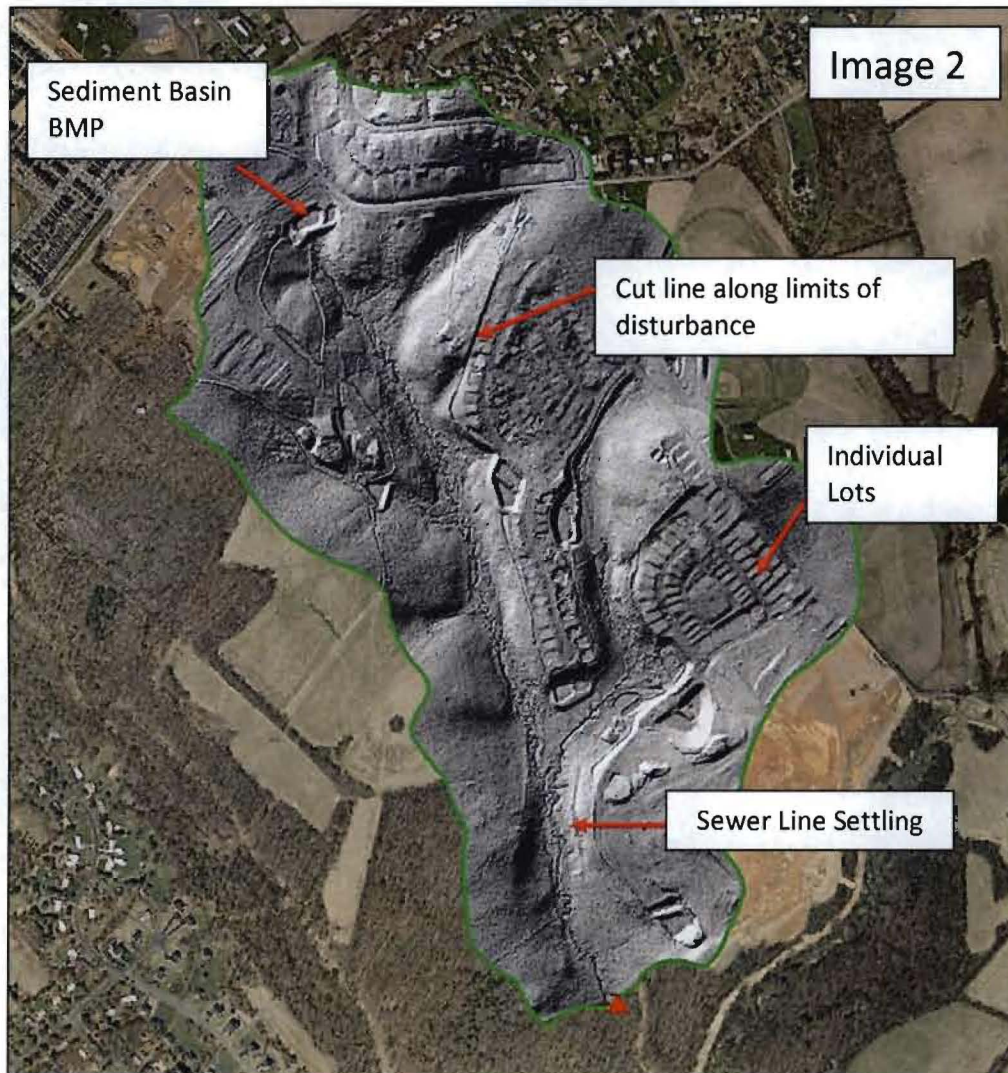 Image 2
Sediment Basin
BMP
Cut line along limits of
disturbance
Individual
Lots
Sewer Line Settling